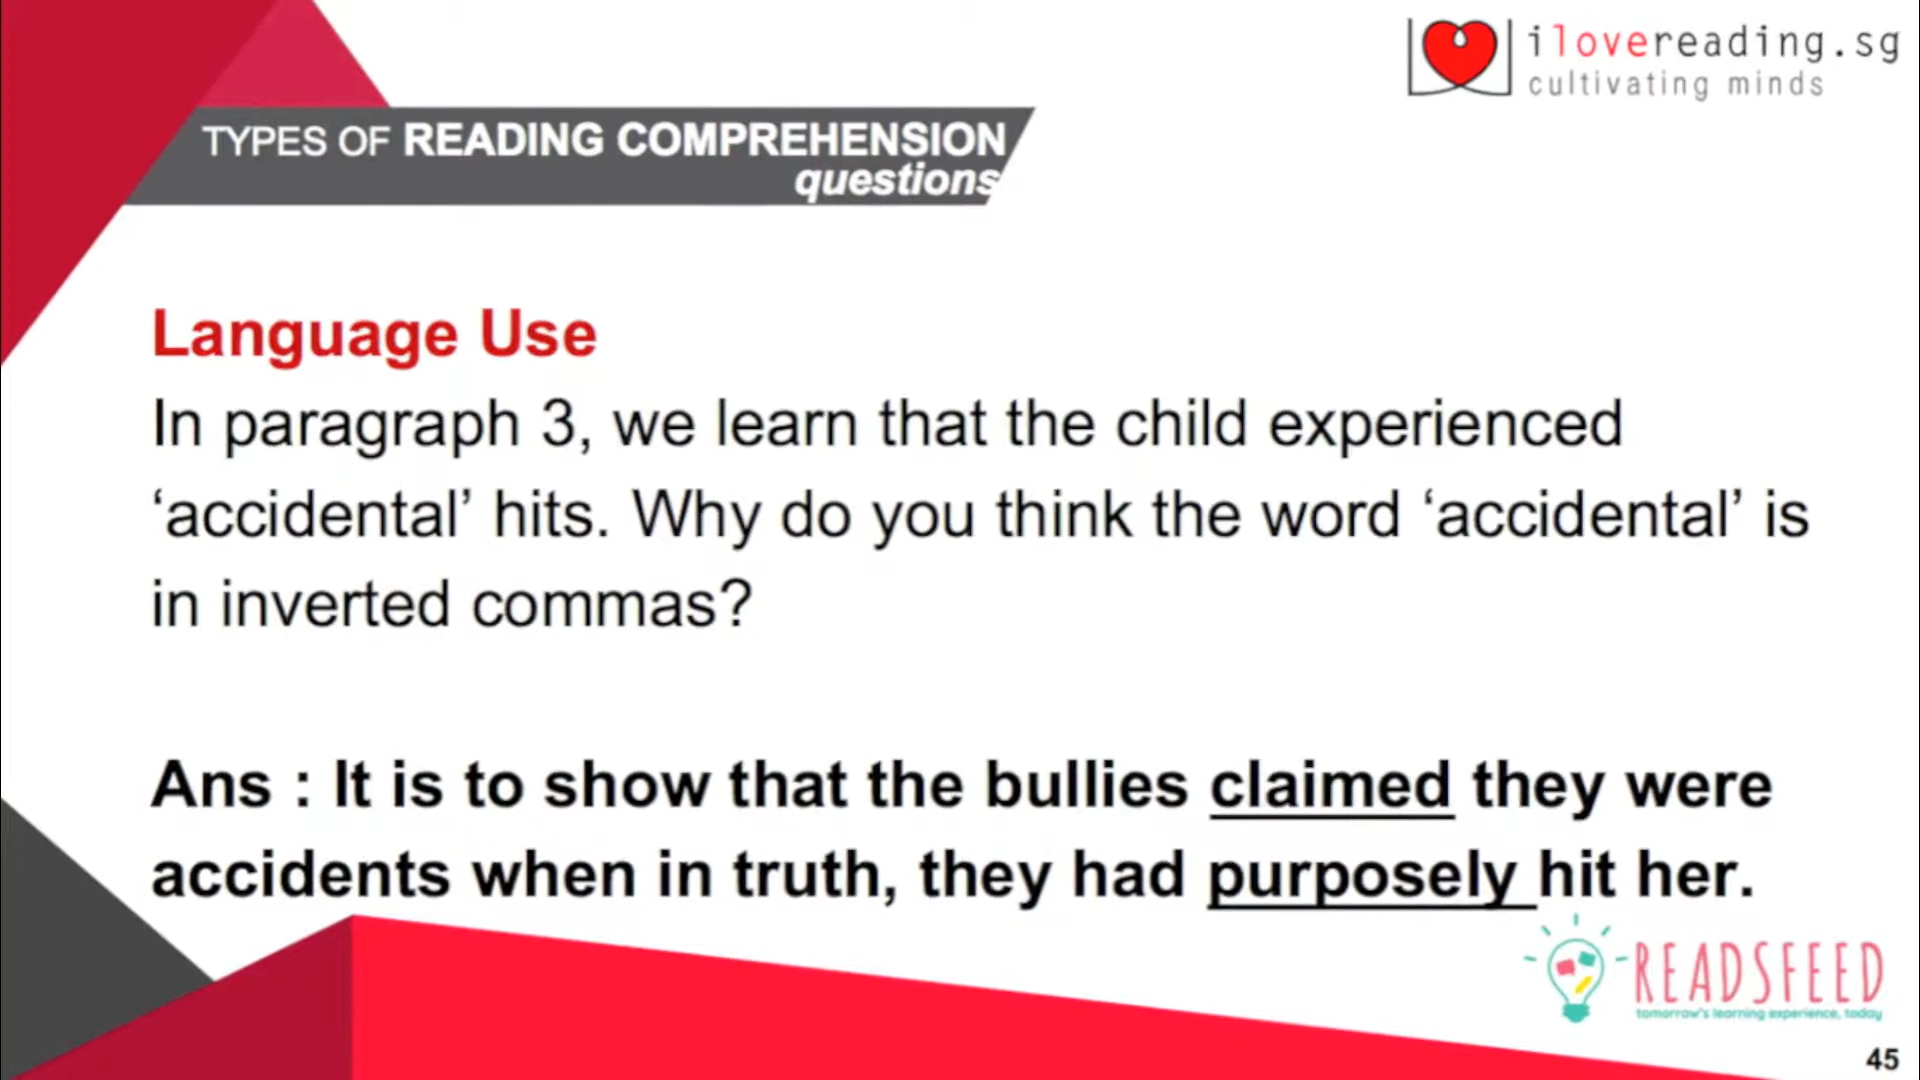 ilovereading.sg
cultivating minds
TYPES OF READING COMPREHENSION
questions
Language Use
In paragraph 3, we learn that the child experienced
‘accidental’ hits. Why do you think the word ‘accidental’ is
in inverted commas?
Ans : It is to show that the bullies claimed they were
accidents when in truth, they had purposely hit her.
READSFEED
tomorrow's learning experience, today
45